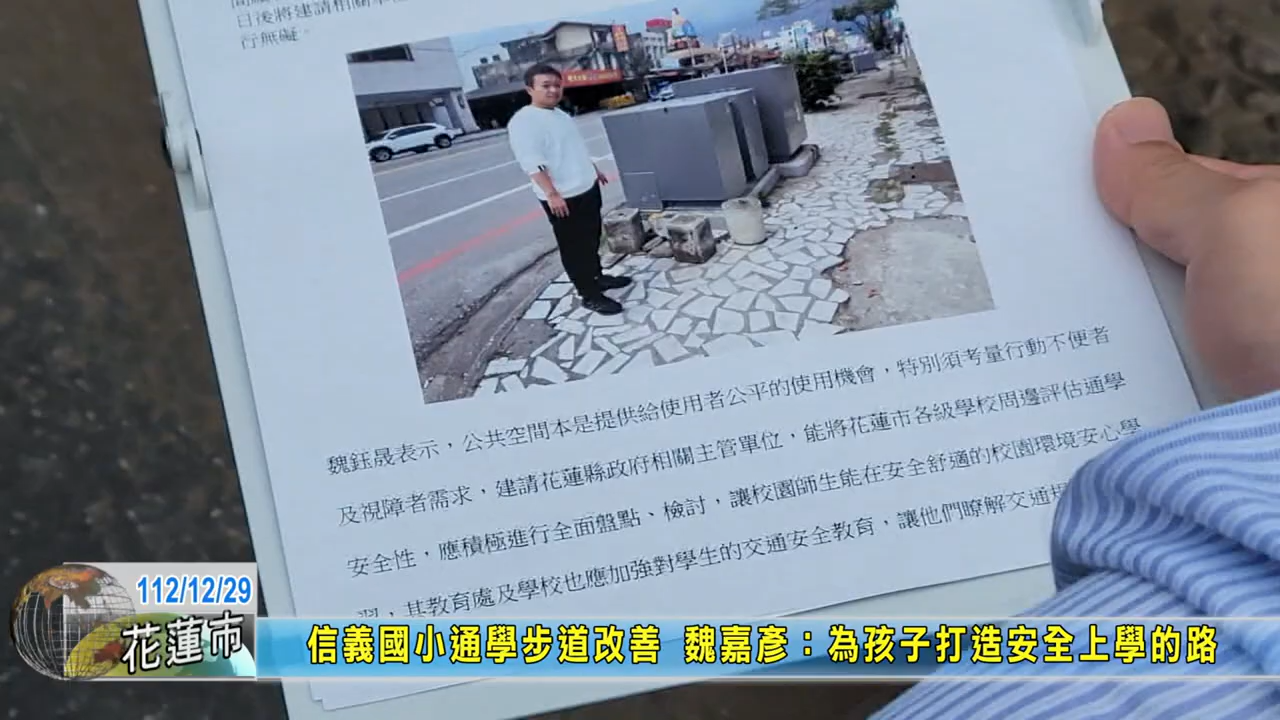 日後將建請相關
行無礙。
魏鈺晟表示，公共空間本是提供給使用者公平的使用機會，特別須考量行動不便者
及視障者需求，建請花蓮縣政府相關主管單位，能將花蓮市各級學校周邊評估通學
安全性，應積極進行全面盤點、檢討，讓校園師生能在安全舒適的校園環境安心學
習，其教育處及學校也應加強對學生的交通安全教育，讓他們瞭解交通規
112/12/29
花蓮市
信義國小通學步道改善 魏嘉彥：為孩子打造安全上學的路